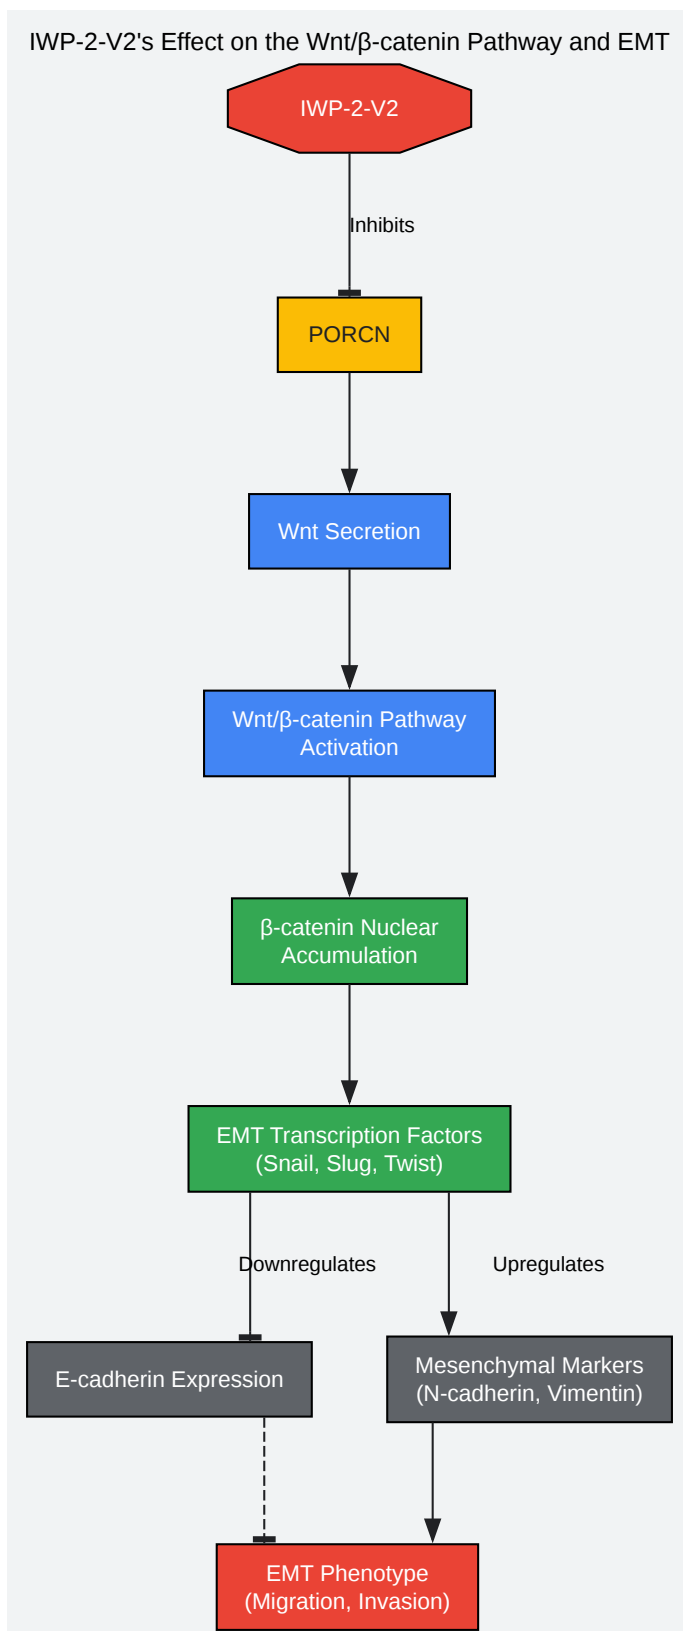 IWP-2-V2's Effect on the Wnt/β-catenin Pathway and EMT
IWP-2-V2
Inhibits
PORCN
Wnt Secretion
Wnt/β-catenin Pathway
Activation
β-catenin Nuclear
Accumulation
EMT Transcription Factors
(Snail, Slug, Twist)
Downregulates
Upregulates
E-cadherin Expression
Mesenchymal Markers
(N-cadherin, Vimentin)
EMT Phenotype
(Migration, Invasion)